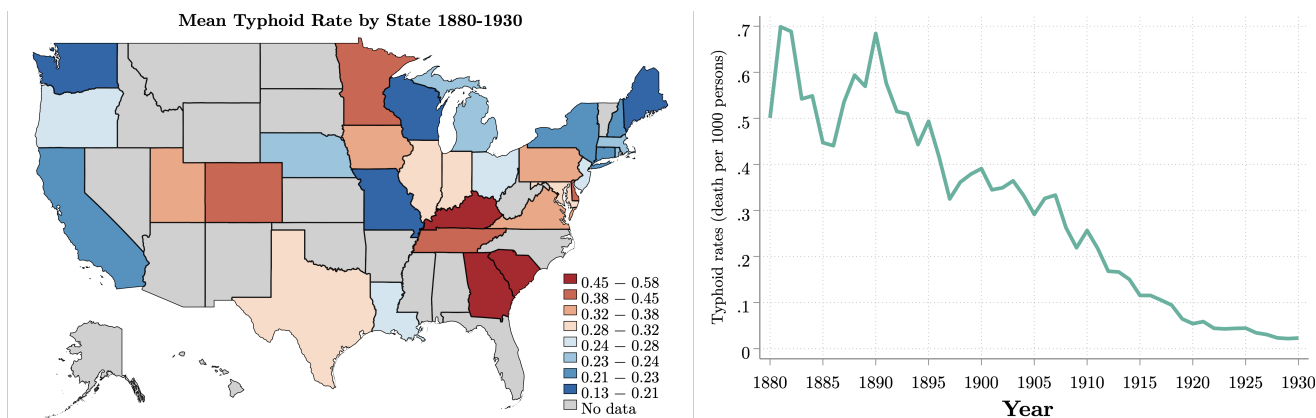 Mean Typhoid Rate by State 1880-1930
0.45 – 0.58
0.38 – 0.45
0.32 – 0.38
0.28 – 0.32
0.24 – 0.28
0.23 – 0.24
0.21 – 0.23
0.13 – 0.21
No data
Typhoid rates (death per 1000 persons)
.7
.6
.5
.4
.3
.2
.1
0
1880 1885 1890 1895 1900 1905 1910 1915 1920 1925 1930
Year